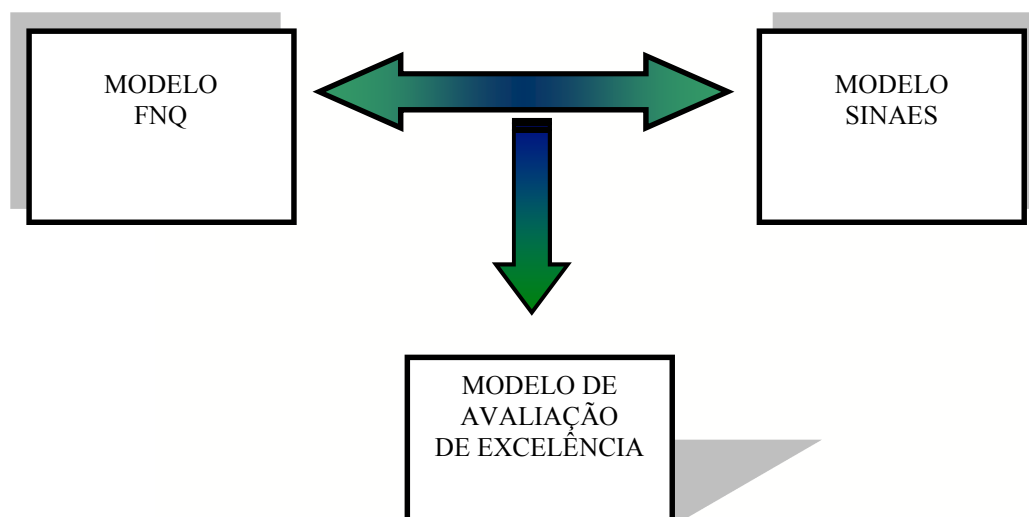 MODELO
FNQ
MODELO
SINAES
MODELO DE
AVALIAÇÃO
DE EXCELÊNCIA